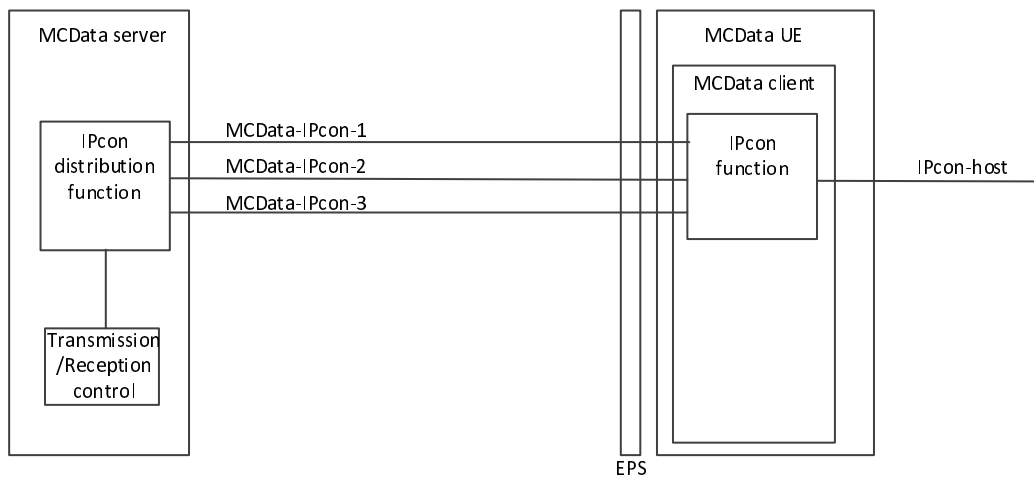 MCData server
MCData UE
MCData client
IPcon
distribution
function
MCData-IPcon-1
MCData-IPcon-2
MCData-IPcon-3
IPcon
function
IPcon-host
Transmission
/Reception
control
EPS